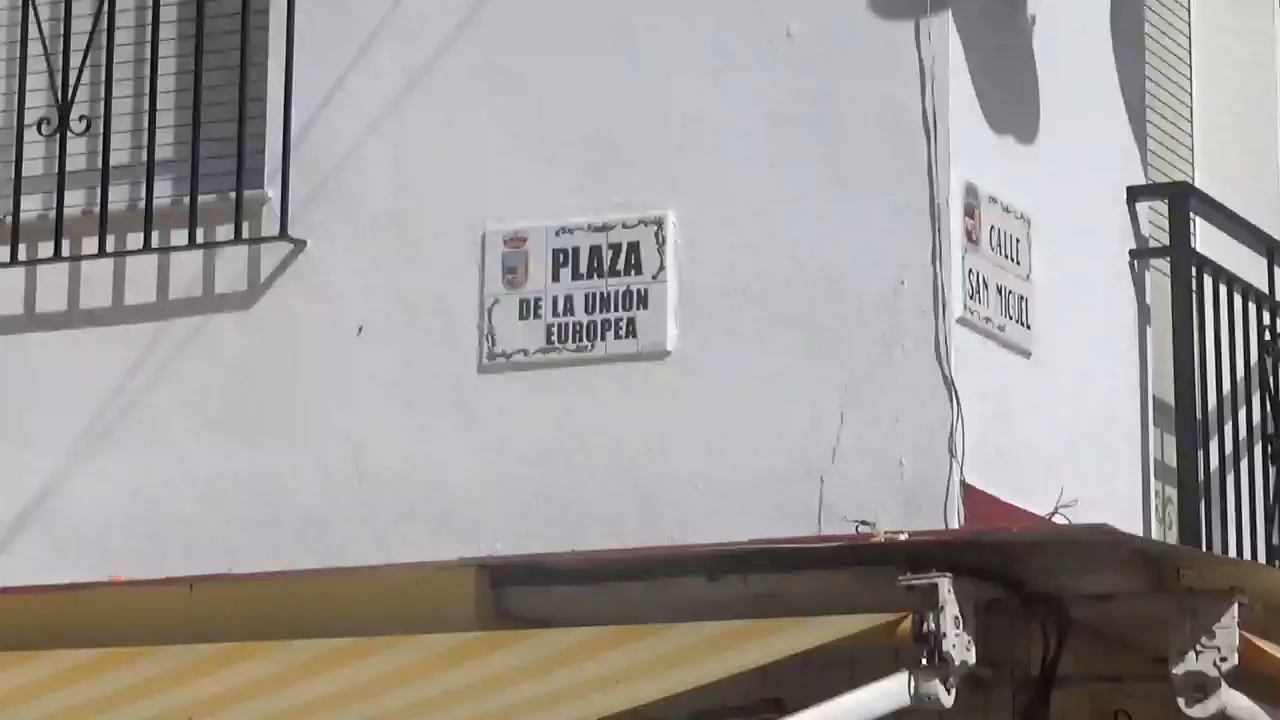 PLAZA
DE LA UNIÓN
EUROPEA
CALLE
SAN MIGUEL